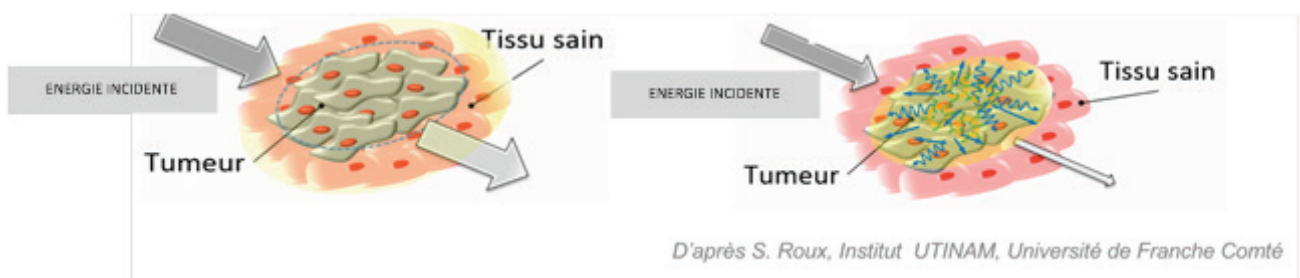 Tissu sain
ENERGIE INCIDENTE
Tumeur
Tissu sain
ENERGIE INCIDENTE
Tumeur
D'après S. Roux, Institut UTINAM, Université de Franche Comté